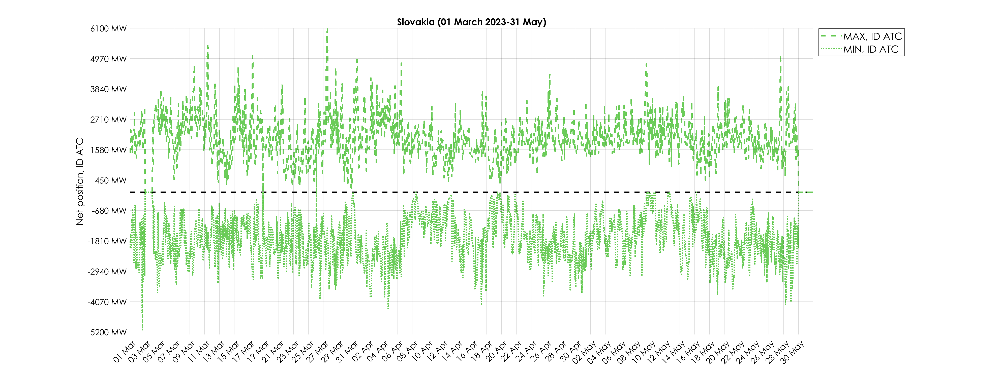 Slovakia (01 March 2023-31 May)
6100 MW
4970 MW
3840 MW
2710 MW
1580 MW
450 MW
-680 MW
-1810 MW
-2940 MW
-4070 MW
-5200 MW
Net position, ID ATC
MAX, ID ATC
MIN, ID ATC
01 Mar
03 Mar
05 Mar
07 Mar
09 Mar
11 Mar
13 Mar
15 Mar
17 Mar
19 Mar
21 Mar
23 Mar
25 Mar
27 Mar
29 Mar
31 Mar
02 Apr
04 Apr
06 Apr
08 Apr
10 Apr
12 Apr
14 Apr
16 Apr
18 Apr
20 Apr
22 Apr
24 Apr
26 Apr
28 Apr
30 Apr
02 May
04 May
06 May
08 May
10 May
12 May
14 May
16 May
18 May
20 May
22 May
24 May
26 May
28 May
30 May